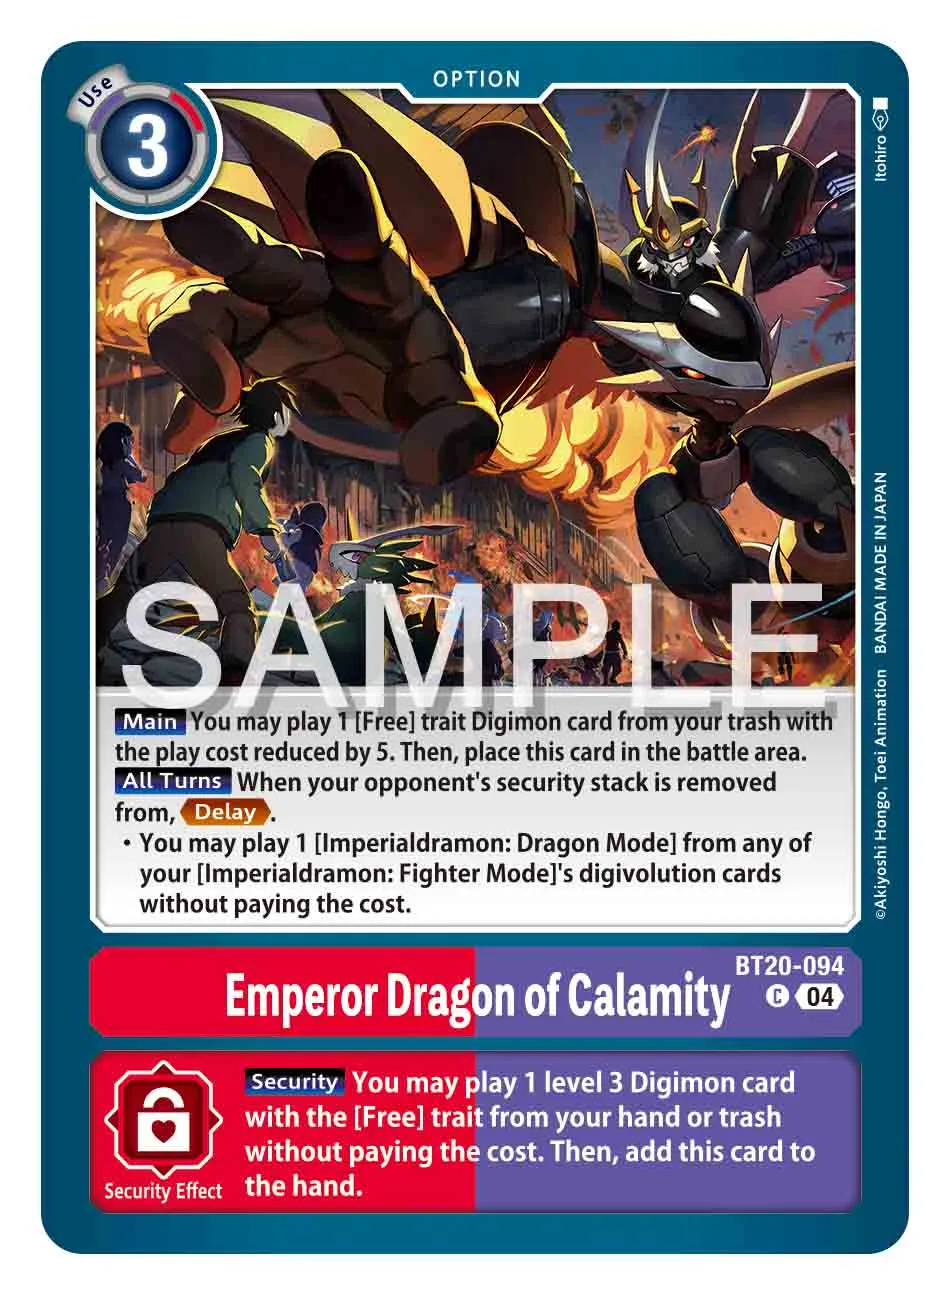 OPTION
Use
3
Itohiro
SAMPLE
Main You may play 1 [Free] trait Digimon card from your trash with
the play cost reduced by 5. Then, place this card in the battle area.
All Turns When your opponent's security stack is removed
from, Delay.
・You may play 1 [Imperialdramon: Dragon Mode] from any of
your [Imperialdramon: Fighter Mode]'s digivolution cards
without paying the cost.
©Akiyoshi Hongo, Toei Animation BANDAI MADE IN JAPAN
BT20-094
Emperor Dragon of Calamity
C 04
Security You may play 1 level 3 Digimon card
with the [Free] trait from your hand or trash
without paying the cost. Then, add this card to
the hand.
Security Effect